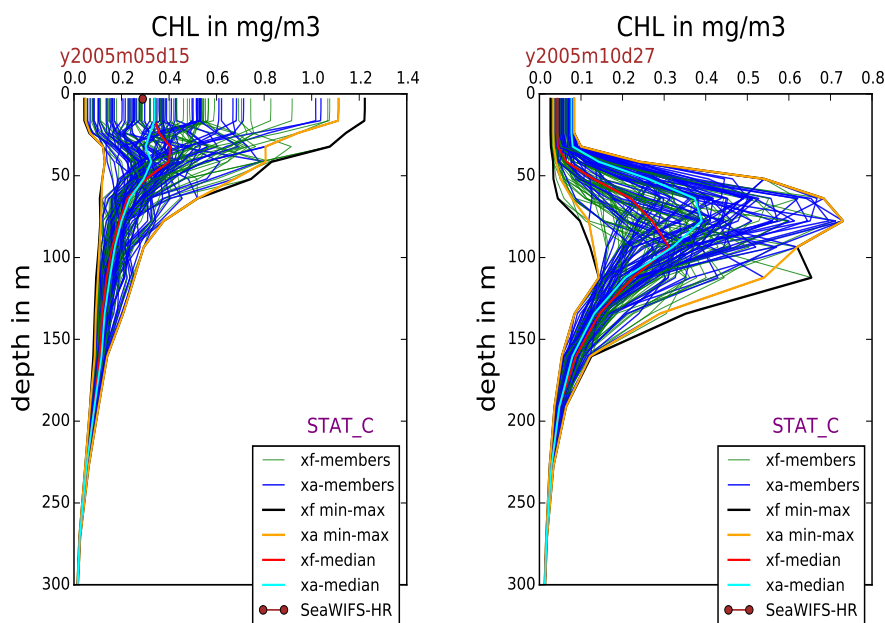 CHL in mg/m3
y2005m05d15
0.0 0.2 0.4 0.6 0.8 1.0 1.2 1.4
0
50
100
150
200
250
300
depth in m
STAT_C
xf-members
xa-members
xf min-max
xa min-max
xf-median
xa-median
SeaWIFS-HR
CHL in mg/m3
y2005m10d27
0.0 0.1 0.2 0.3 0.4 0.5 0.6 0.7 0.8
0
50
100
150
200
250
300
depth in m
STAT_C
xf-members
xa-members
xf min-max
xa min-max
xf-median
xa-median
SeaWIFS-HR